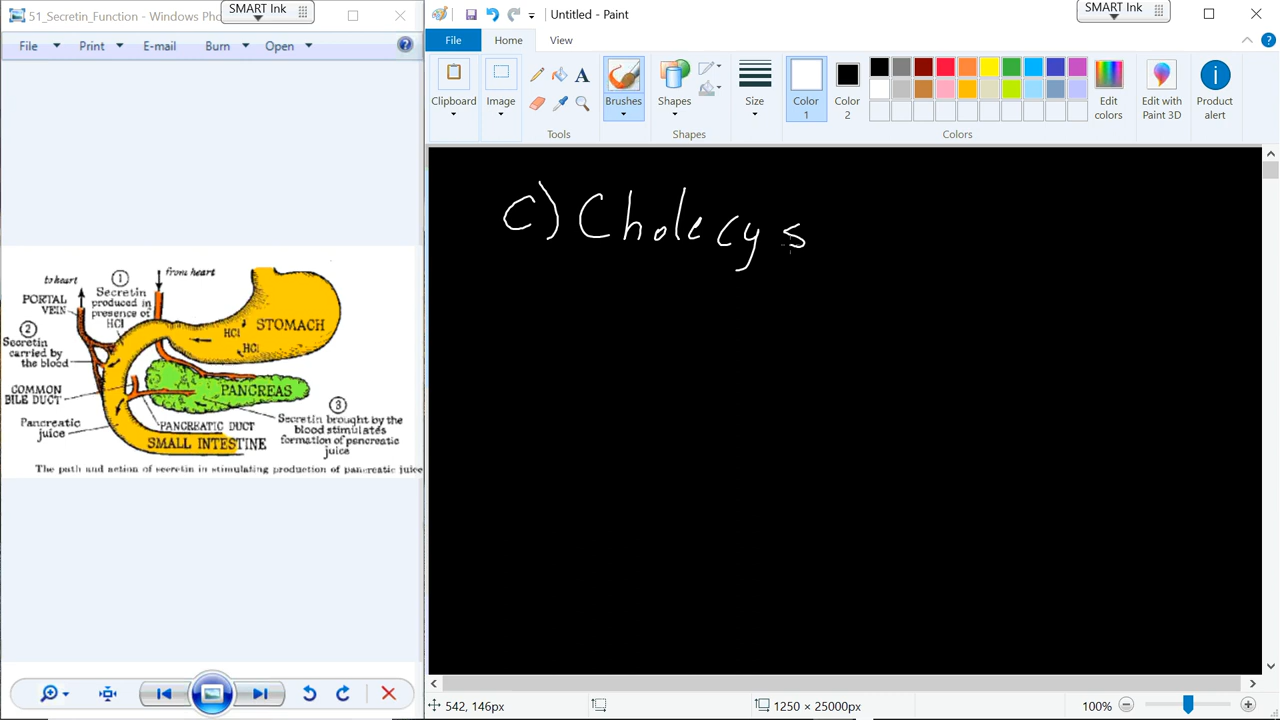 51_Secretin_Function - Windows Pho
SMART Ink
File Print E-mail Burn Open
to heart
from heart
1
PORTAL VEIN
Secretin produced in presence of HCl
2
Secretin carried by the blood
HCl
HCl
STOMACH
COMMON BILE DUCT
PANCREAS
Pancreatic juice
PANCREATIC DUCT
3
Secretin brought by the blood stimulates formation of pancreatic juice
SMALL INTESTINE
The path and action of secretin in stimulating production of pancreatic juice
Untitled - Paint
SMART Ink
File Home View
Clipboard
Image
Tools
Brushes
Shapes
Shapes
Size
Color 1
Color 2
Edit colors
Colors
Edit with Paint 3D
Product alert
C) Cholecys
542, 146px
1250 × 25000px
100%